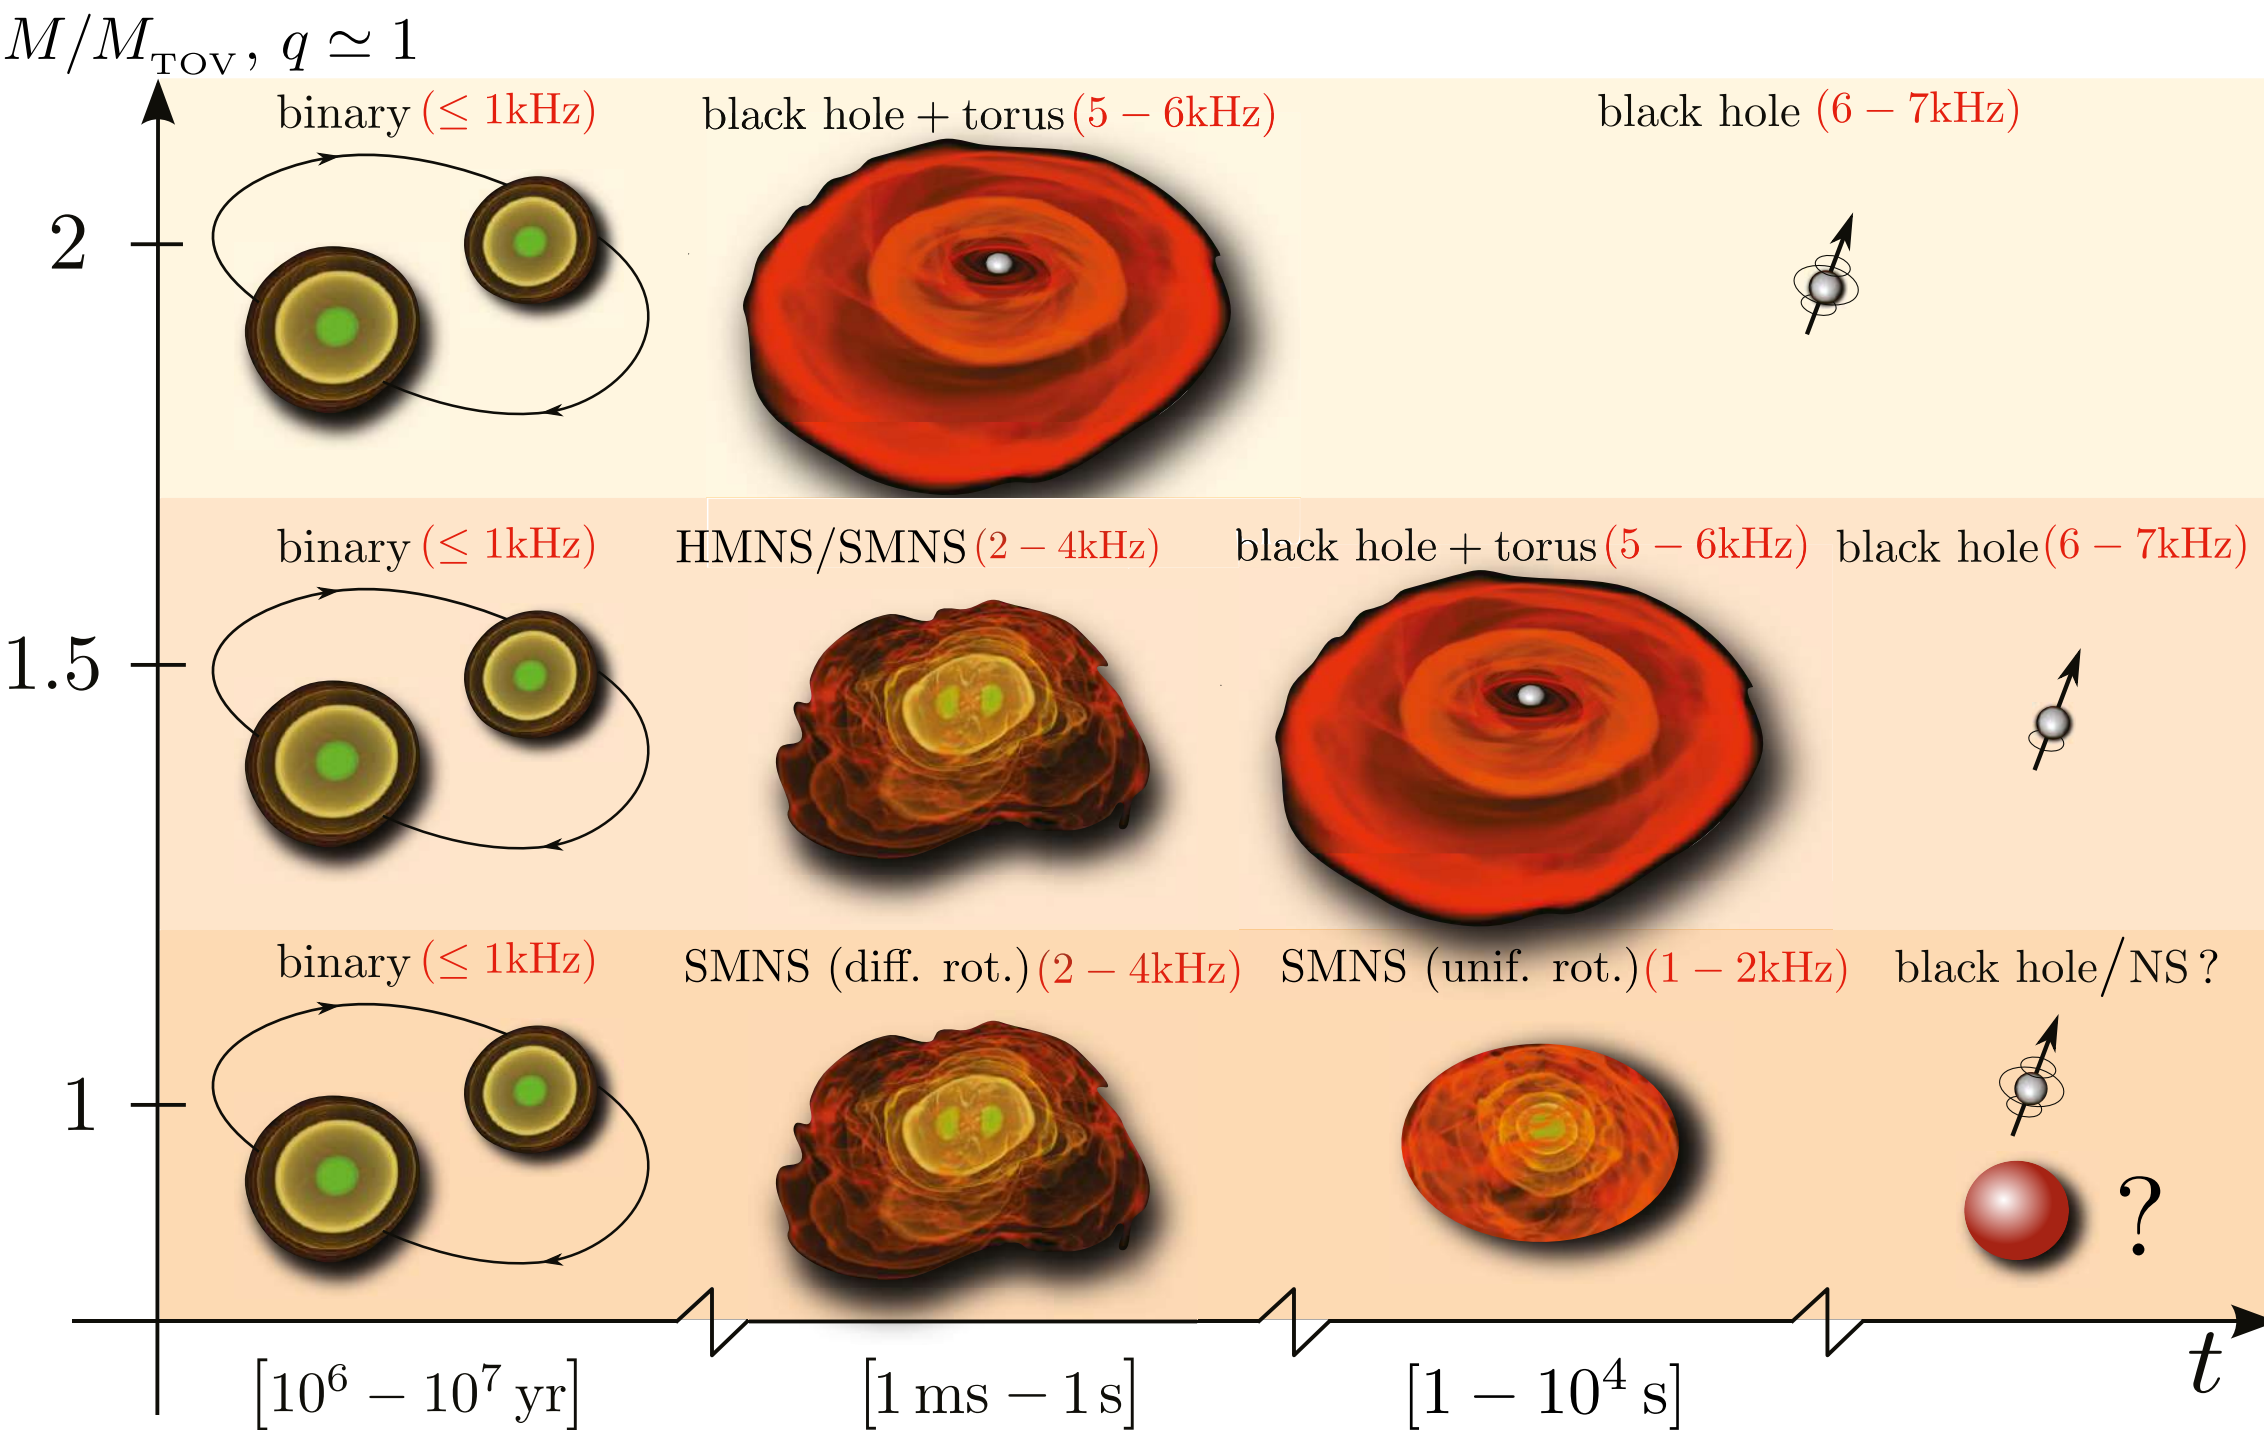 M/M_TOV, q ≃ 1
binary (≤ 1kHz) black hole + torus (5 − 6kHz) black hole (6 − 7kHz)
2
binary (≤ 1kHz) HMNS/SMNS (2 − 4kHz) black hole + torus (5 − 6kHz) black hole (6 − 7kHz)
1.5
binary (≤ 1kHz) SMNS (diff. rot.) (2 − 4kHz) SMNS (unif. rot.) (1 − 2kHz) black hole/NS ?
1
?
[10⁶ − 10⁷ yr] [1 ms − 1 s] [1 − 10⁴ s] t